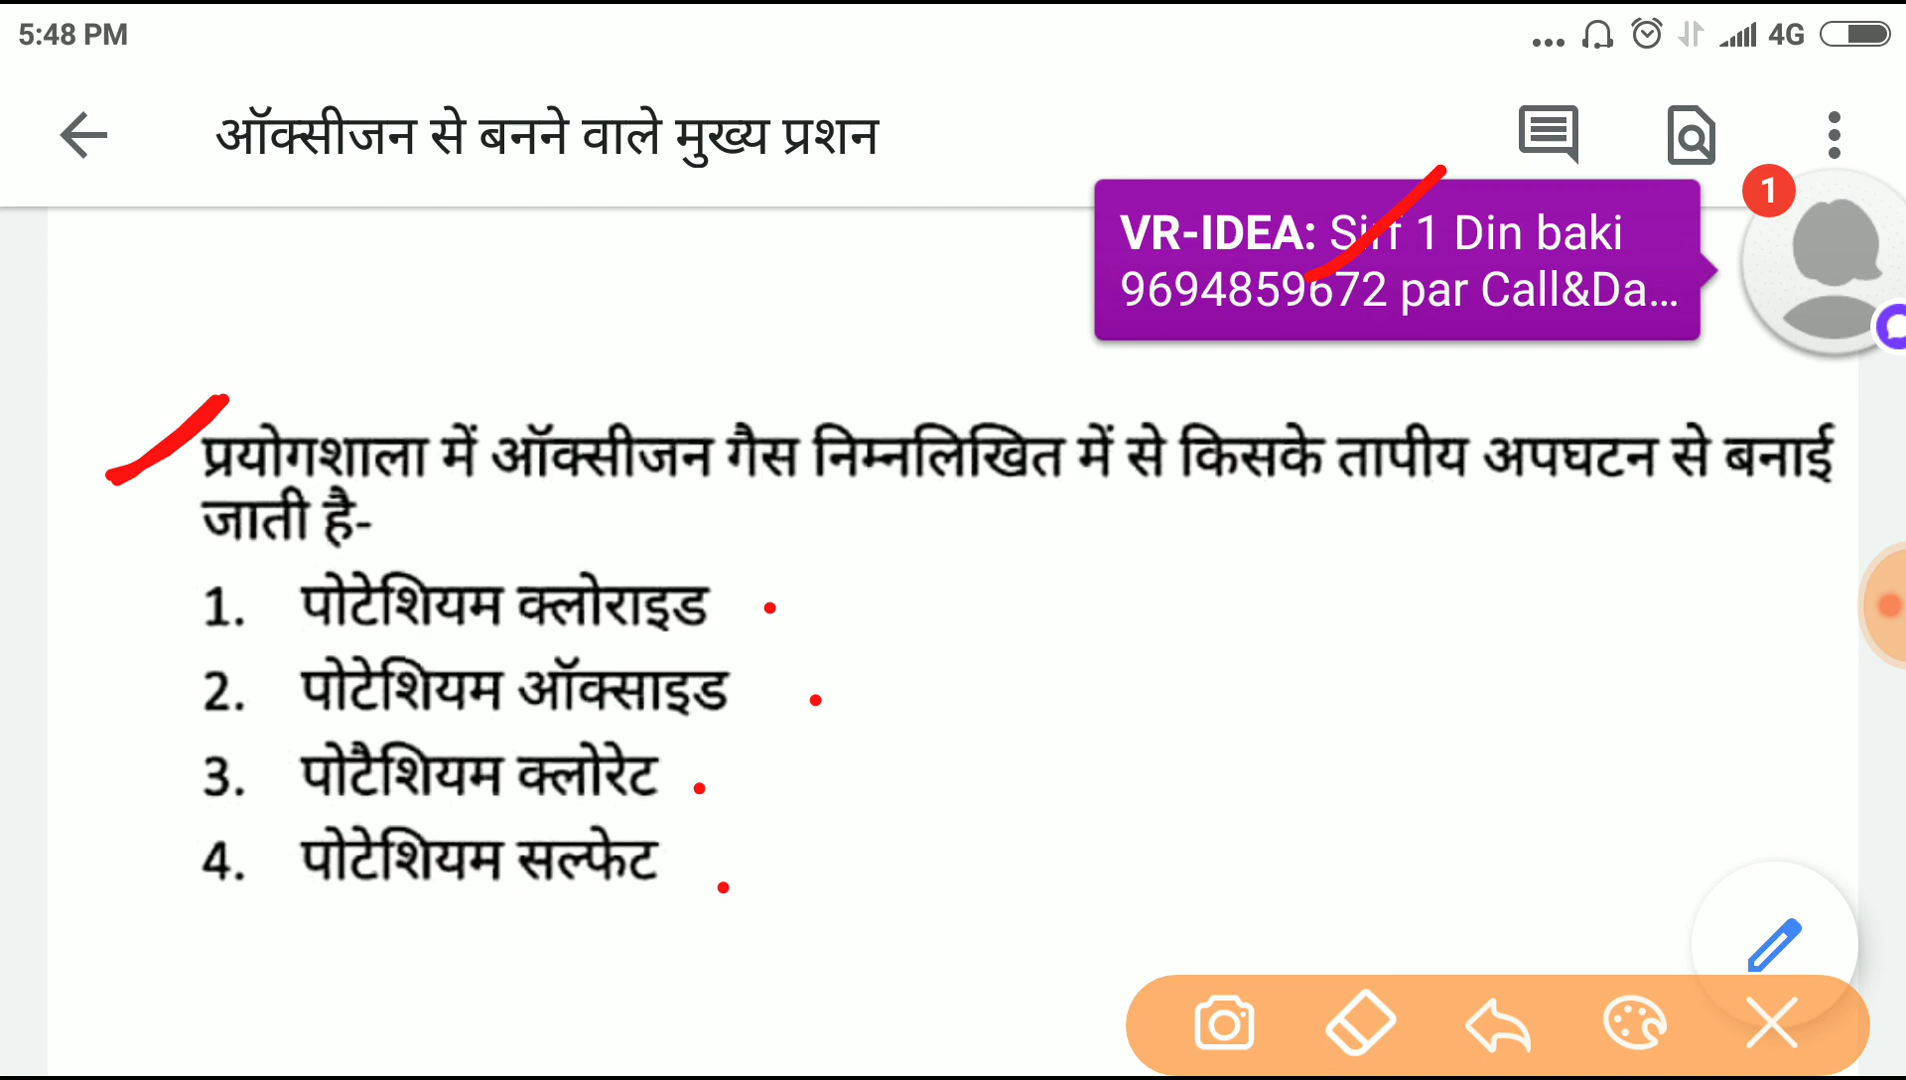 5:48 PM
4G
ऑक्सीजन से बनने वाले मुख्य प्रशन
1
VR-IDEA: Sirf 1 Din baki
9694859672 par Call&Da...
प्रयोगशाला में ऑक्सीजन गैस निम्नलिखित में से किसके तापीय अपघटन से बनाई
जाती है-
1. पोटेशियम क्लोराइड
2. पोटेशियम ऑक्साइड
3. पोटैशियम क्लोरेट
4. पोटेशियम सल्फेट